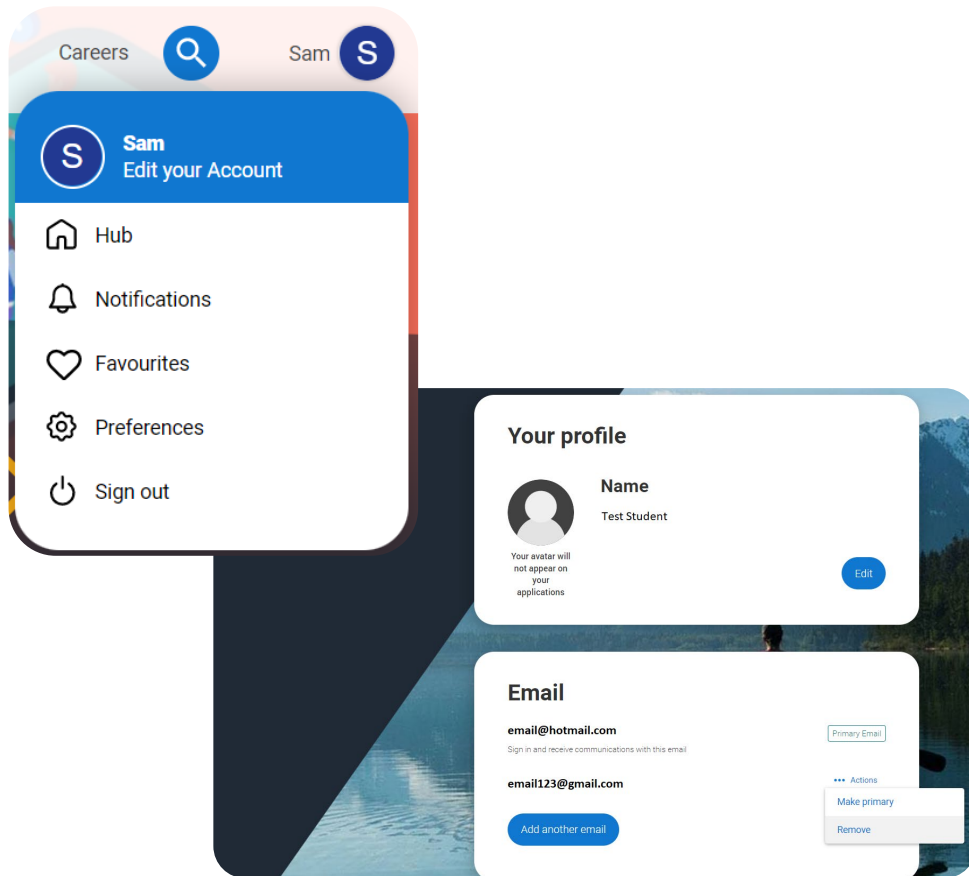 Careers
Sam
S
S
Sam
Edit your Account
Hub
Notifications
Favourites
Preferences
Sign out
Your profile
Name
Test Student
Your avatar will
not appear on
your
applications
Edit
Email
email@hotmail.com
Primary Email
Sign in and receive communications with this email
email123@gmail.com
••• Actions
Make primary
Remove
Add another email